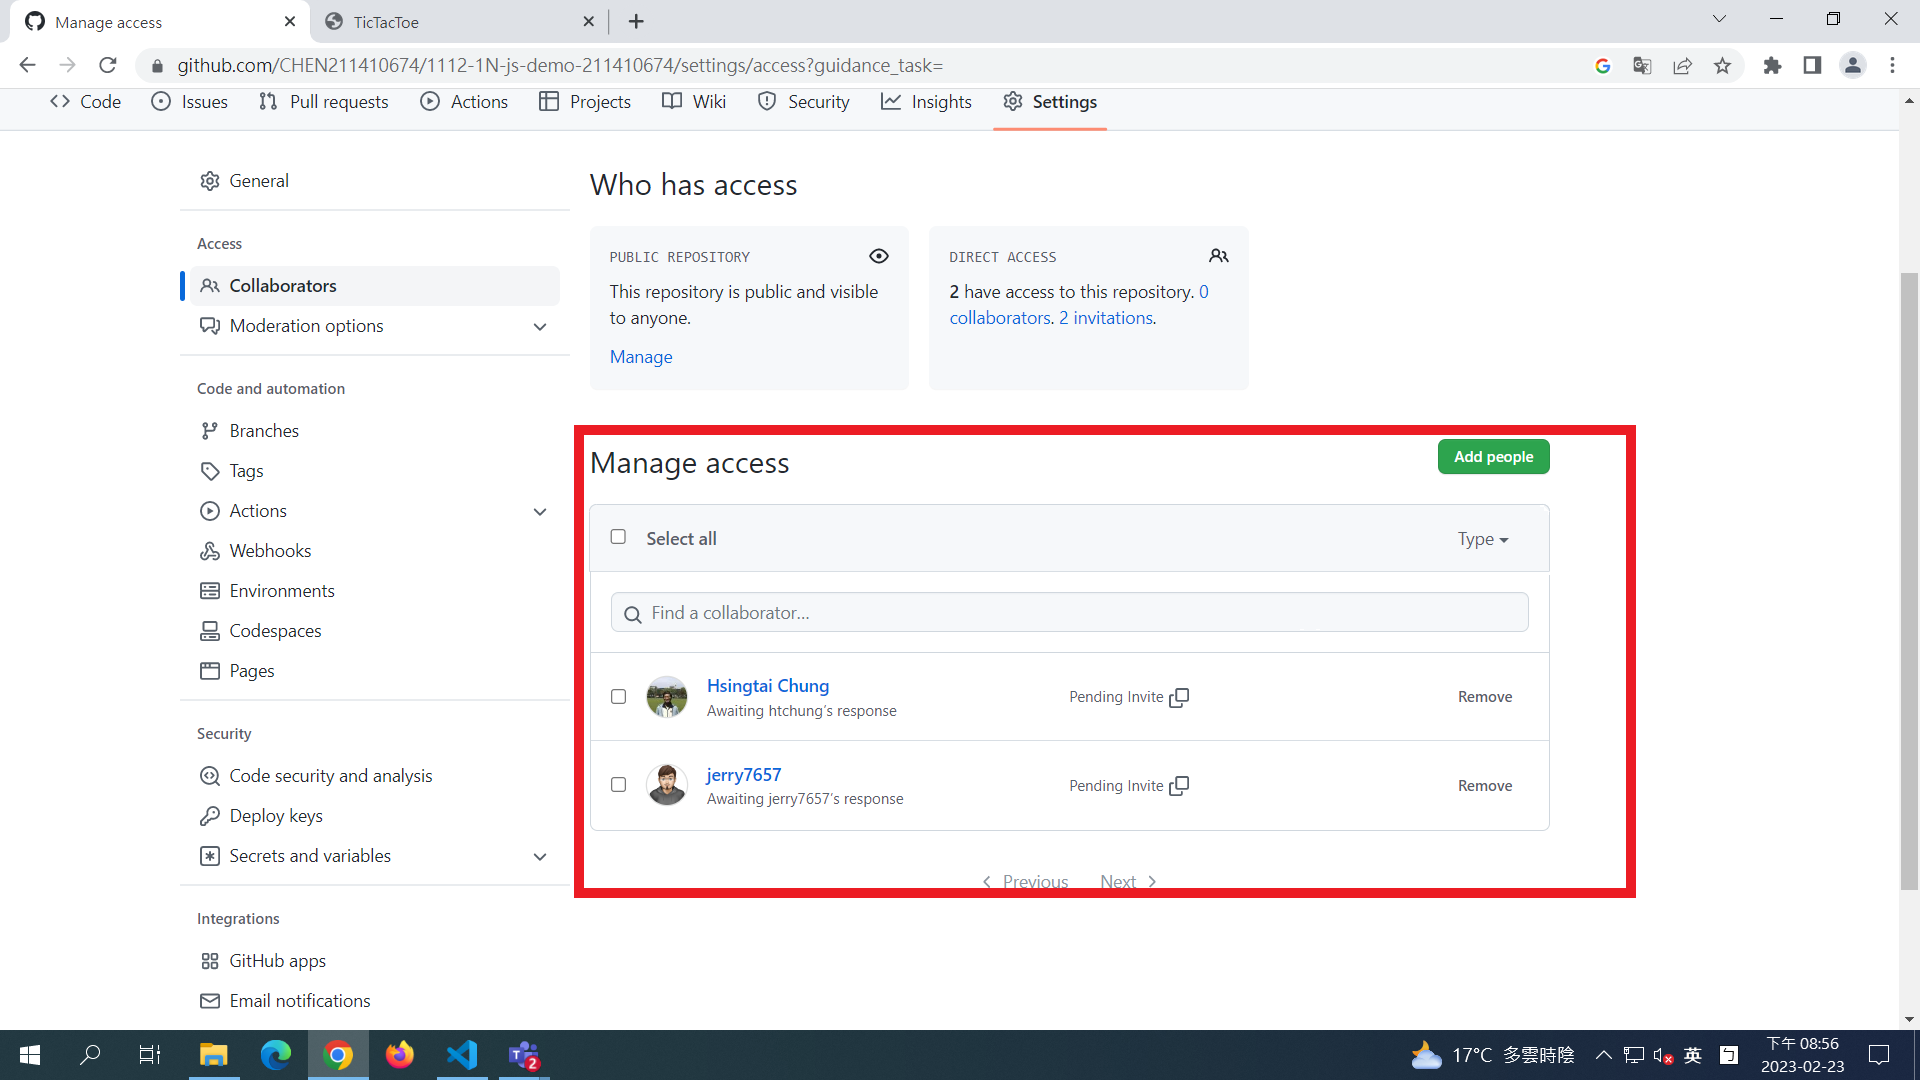 Manage access
TicTacToe
github.com/CHEN211410674/1112-1N-js-demo-211410674/settings/access?guidance_task=
Code
Issues
Pull requests
Actions
Projects
Wiki
Security
Insights
Settings
General
Access
Collaborators
Moderation options
Code and automation
Branches
Tags
Actions
Webhooks
Environments
Codespaces
Pages
Security
Code security and analysis
Deploy keys
Secrets and variables
Integrations
GitHub apps
Email notifications
Who has access
PUBLIC REPOSITORY
This repository is public and visible
to anyone.
Manage
DIRECT ACCESS
2 have access to this repository. 0
collaborators. 2 invitations.
Manage access
Add people
Select all
Type
Find a collaborator...
Hsingtai Chung
Awaiting htchung's response
Pending Invite
Remove
jerry7657
Awaiting jerry7657's response
Pending Invite
Remove
Previous
Next
2
17°C 多雲時陰
英
ㄅ
下午 08:56
2023-02-23